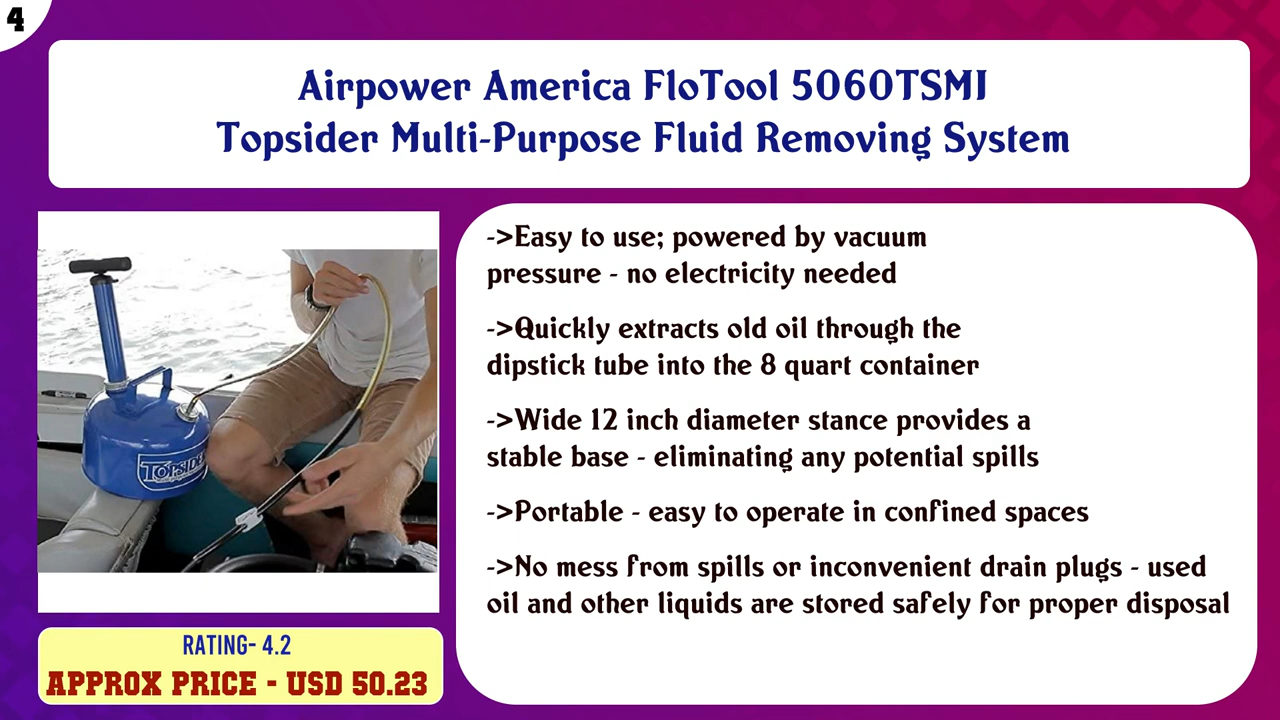 4
Airpower America FloTool 5060TSMI
Topsider Multi-Purpose Fluid Removing System
->Easy to use; powered by vacuum
pressure - no electricity needed
->Quickly extracts old oil through the
dipstick tube into the 8 quart container
->Wide 12 inch diameter stance provides a
stable base - eliminating any potential spills
->Portable - easy to operate in confined spaces
->No mess from spills or inconvenient drain plugs - used
oil and other liquids are stored safely for proper disposal
TOPSIDER
RATING- 4.2
APPROX PRICE - USD 50.23